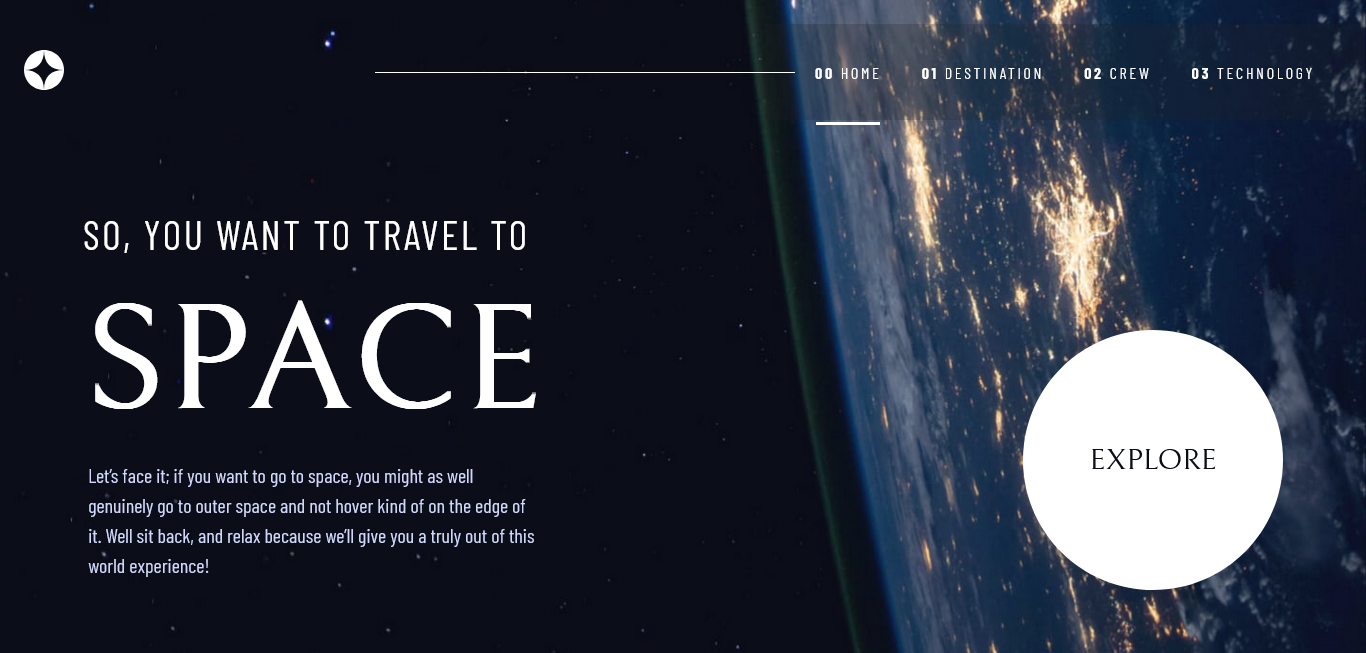 00 HOME 01 DESTINATION 02 CREW 03 TECHNOLOGY
SO, YOU WANT TO TRAVEL TO
SPACE
Let’s face it; if you want to go to space, you might as well
genuinely go to outer space and not hover kind of on the edge of
it. Well sit back, and relax because we’ll give you a truly out of this
world experience!
EXPLORE